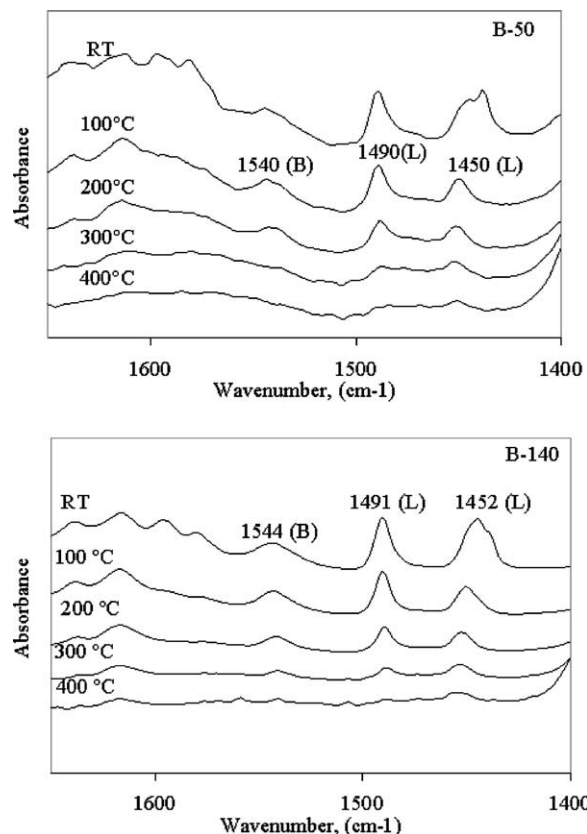 B-50
RT
100°C
1540 (B) 1490(L) 1450 (L)
200°C
300°C
400°C
Absorbance
1600 1500 1400
Wavenumber, (cm-1)
B-140
RT
1491 (L) 1452 (L)
1544 (B)
100 °C
200 °C
300 °C
400 °C
Absorbance
1600 1500 1400
Wavenumber, (cm-1)